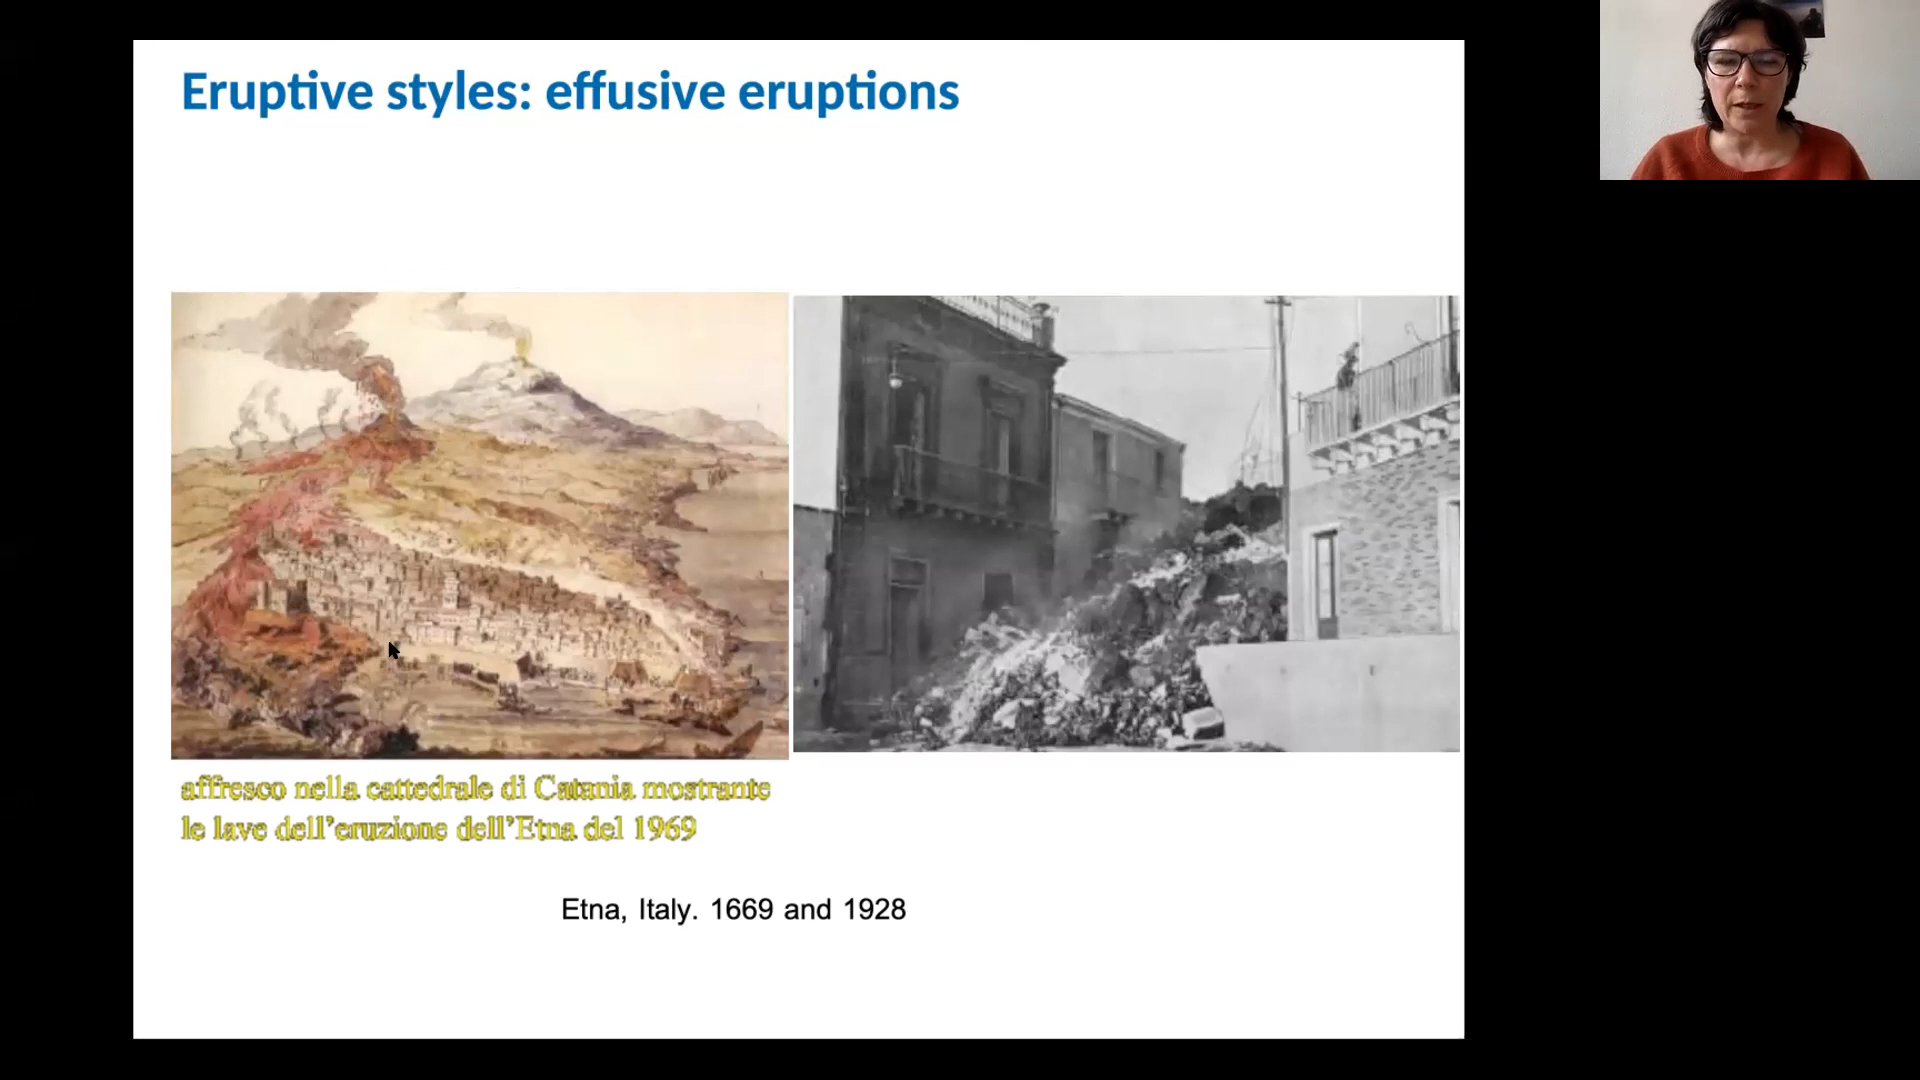 Eruptive styles: effusive eruptions
affresco nella cattedrale di Catania mostrante
le lave dell'eruzione dell'Etna del 1969
Etna, Italy. 1669 and 1928